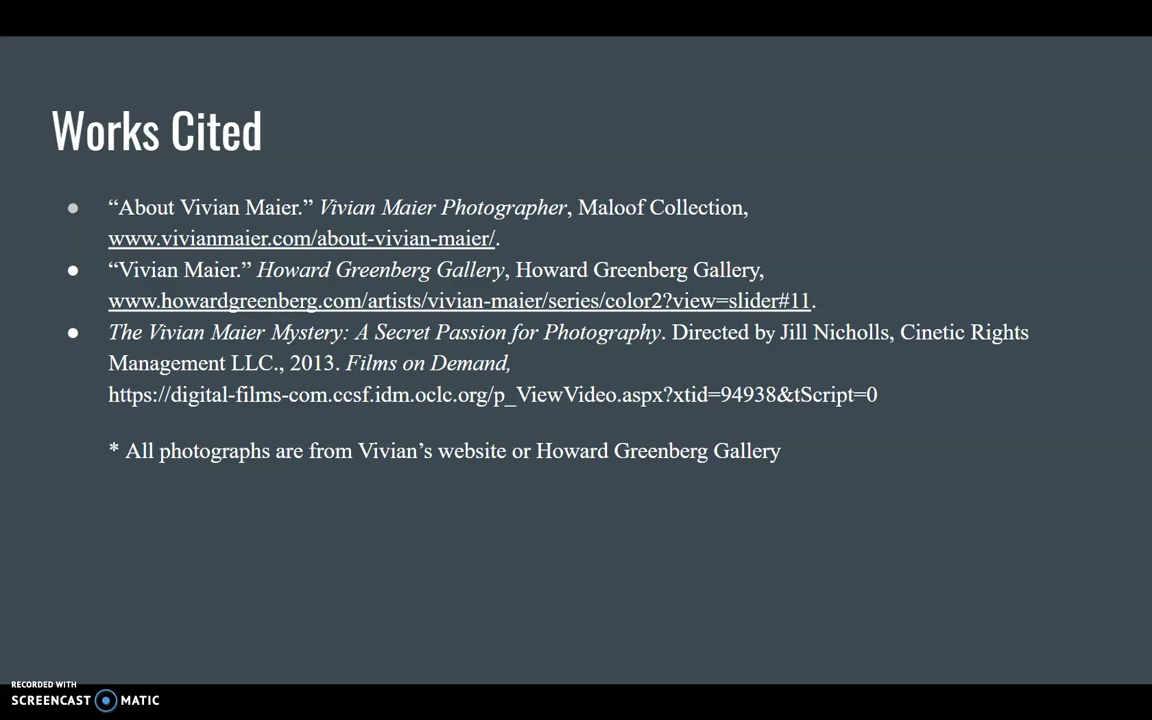 Works Cited
“About Vivian Maier.” Vivian Maier Photographer, Maloof Collection,
www.vivianmaier.com/about-vivian-maier/.
“Vivian Maier.” Howard Greenberg Gallery, Howard Greenberg Gallery,
www.howardgreenberg.com/artists/vivian-maier/series/color2?view=slider#11.
The Vivian Maier Mystery: A Secret Passion for Photography. Directed by Jill Nicholls, Cinetic Rights
Management LLC., 2013. Films on Demand,
https://digital-films-com.ccsf.idm.oclc.org/p_ViewVideo.aspx?xtid=94938&tScript=0
* All photographs are from Vivian’s website or Howard Greenberg Gallery
RECORDED WITH
SCREENCAST MATIC